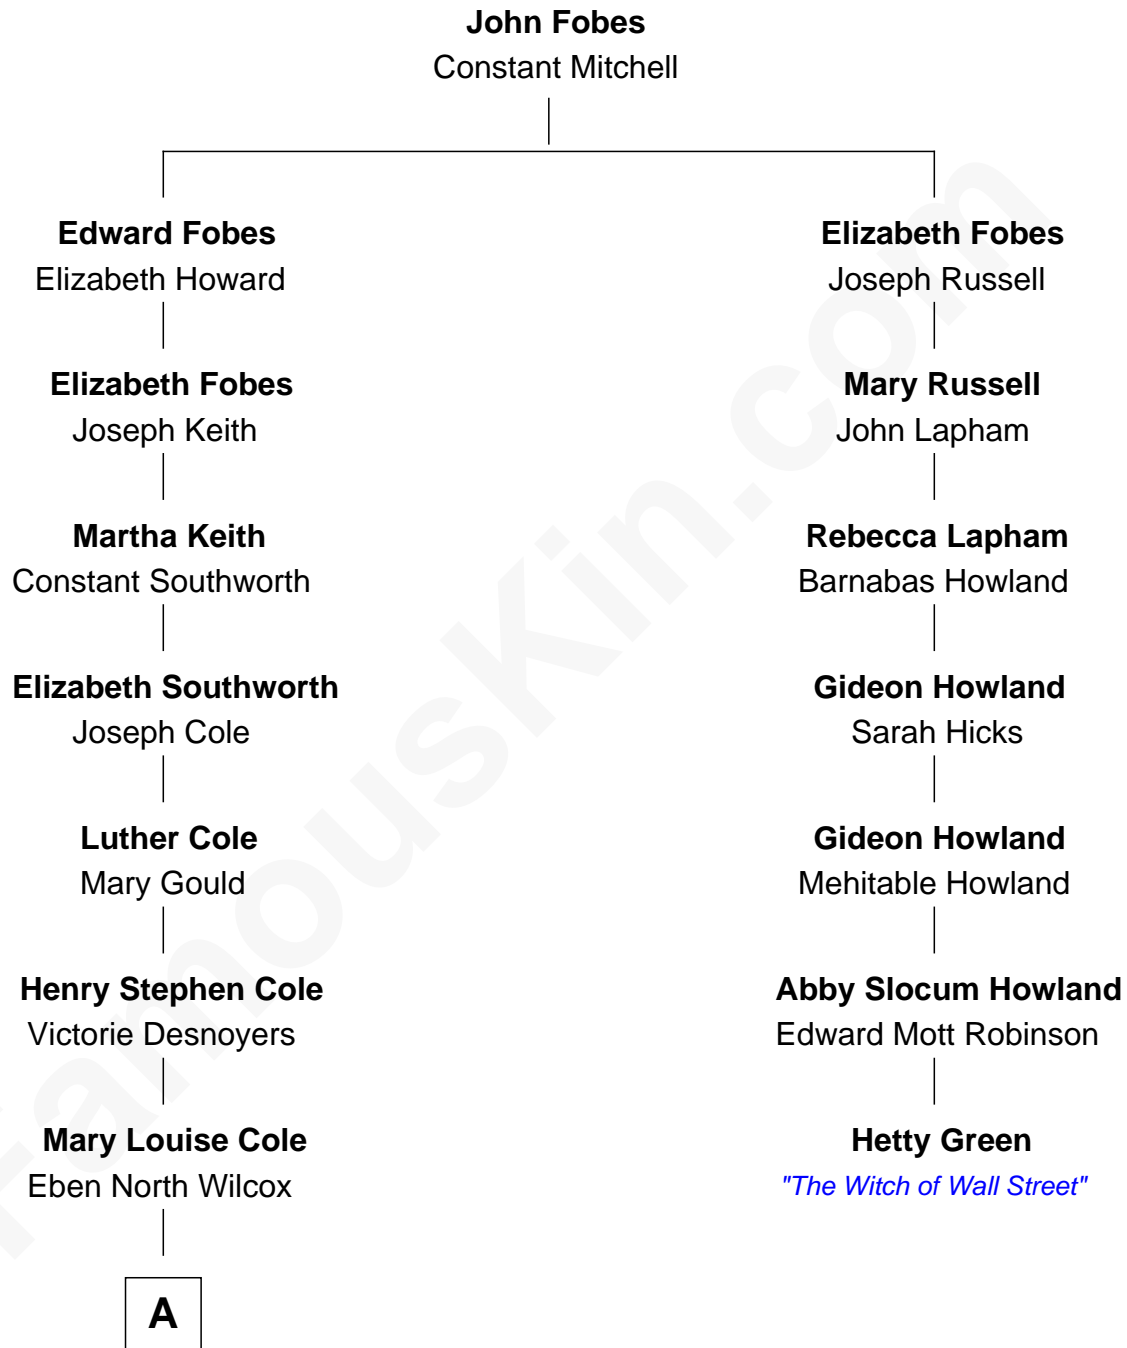 John Fobes
Constant Mitchell
Edward Fobes
Elizabeth Howard
Elizabeth Fobes
Joseph Russell
Elizabeth Fobes
Joseph Keith
Mary Russell
John Lapham
Martha Keith
Constant Southworth
Rebecca Lapham
Barnabas Howland
Elizabeth Southworth
Joseph Cole
Gideon Howland
Sarah Hicks
Luther Cole
Mary Gould
Gideon Howland
Mehitable Howland
Henry Stephen Cole
Victorie Desnoyers
Abby Slocum Howland
Edward Mott Robinson
Mary Louise Cole
Eben North Wilcox
Hetty Green
"The Witch of Wall Street"
A
FamousKin.com